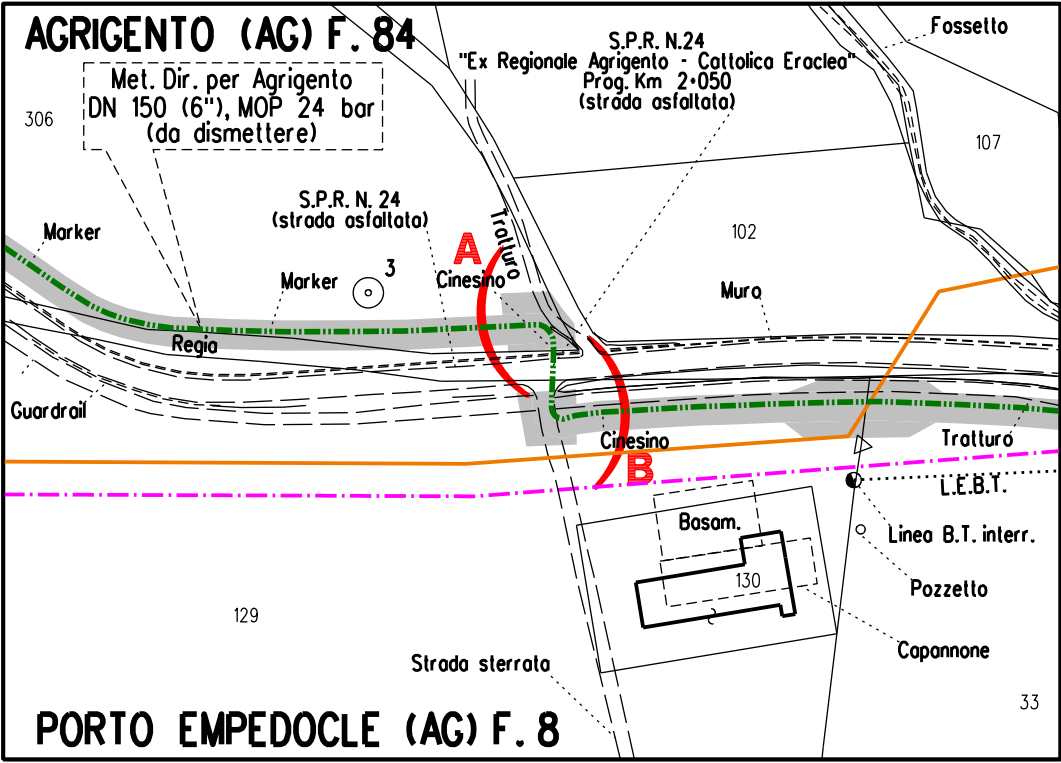 AGRIGENTO (AG) F. 84
Fossetto
S.P.R. N.24
"Ex Regionale Agrigento - Cattolica Eraclea"
Prog. Km 2+050
(strada asfaltata)
Met. Dir. per Agrigento
DN 150 (6"), MOP 24 bar
(da dismettere)
306
107
S.P.R. N. 24
(strada asfaltata)
Tratturo
Marker
102
A
Marker
3
Cinesino
Muro
Regia
Guardrail
Cinesino
Tratturo
B
L.E.B.T.
Basam.
Linea B.T. interr.
130
Pozzetto
129
Capannone
Strada sterrata
33
PORTO EMPEDOCLE (AG) F. 8